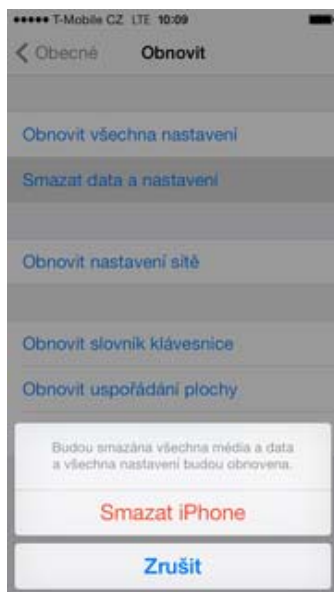 T-Mobile CZ LTE 10:09
Obecné Obnovit
Obnovit všechna nastavení
Smazat data a nastavení
Obnovit nastavení sítě
Obnovit slovník klávesnice
Obnovit uspořádání plochy
Budou smazána všechna média a data
a všechna nastavení budou obnovena.
Smazat iPhone
Zrušit